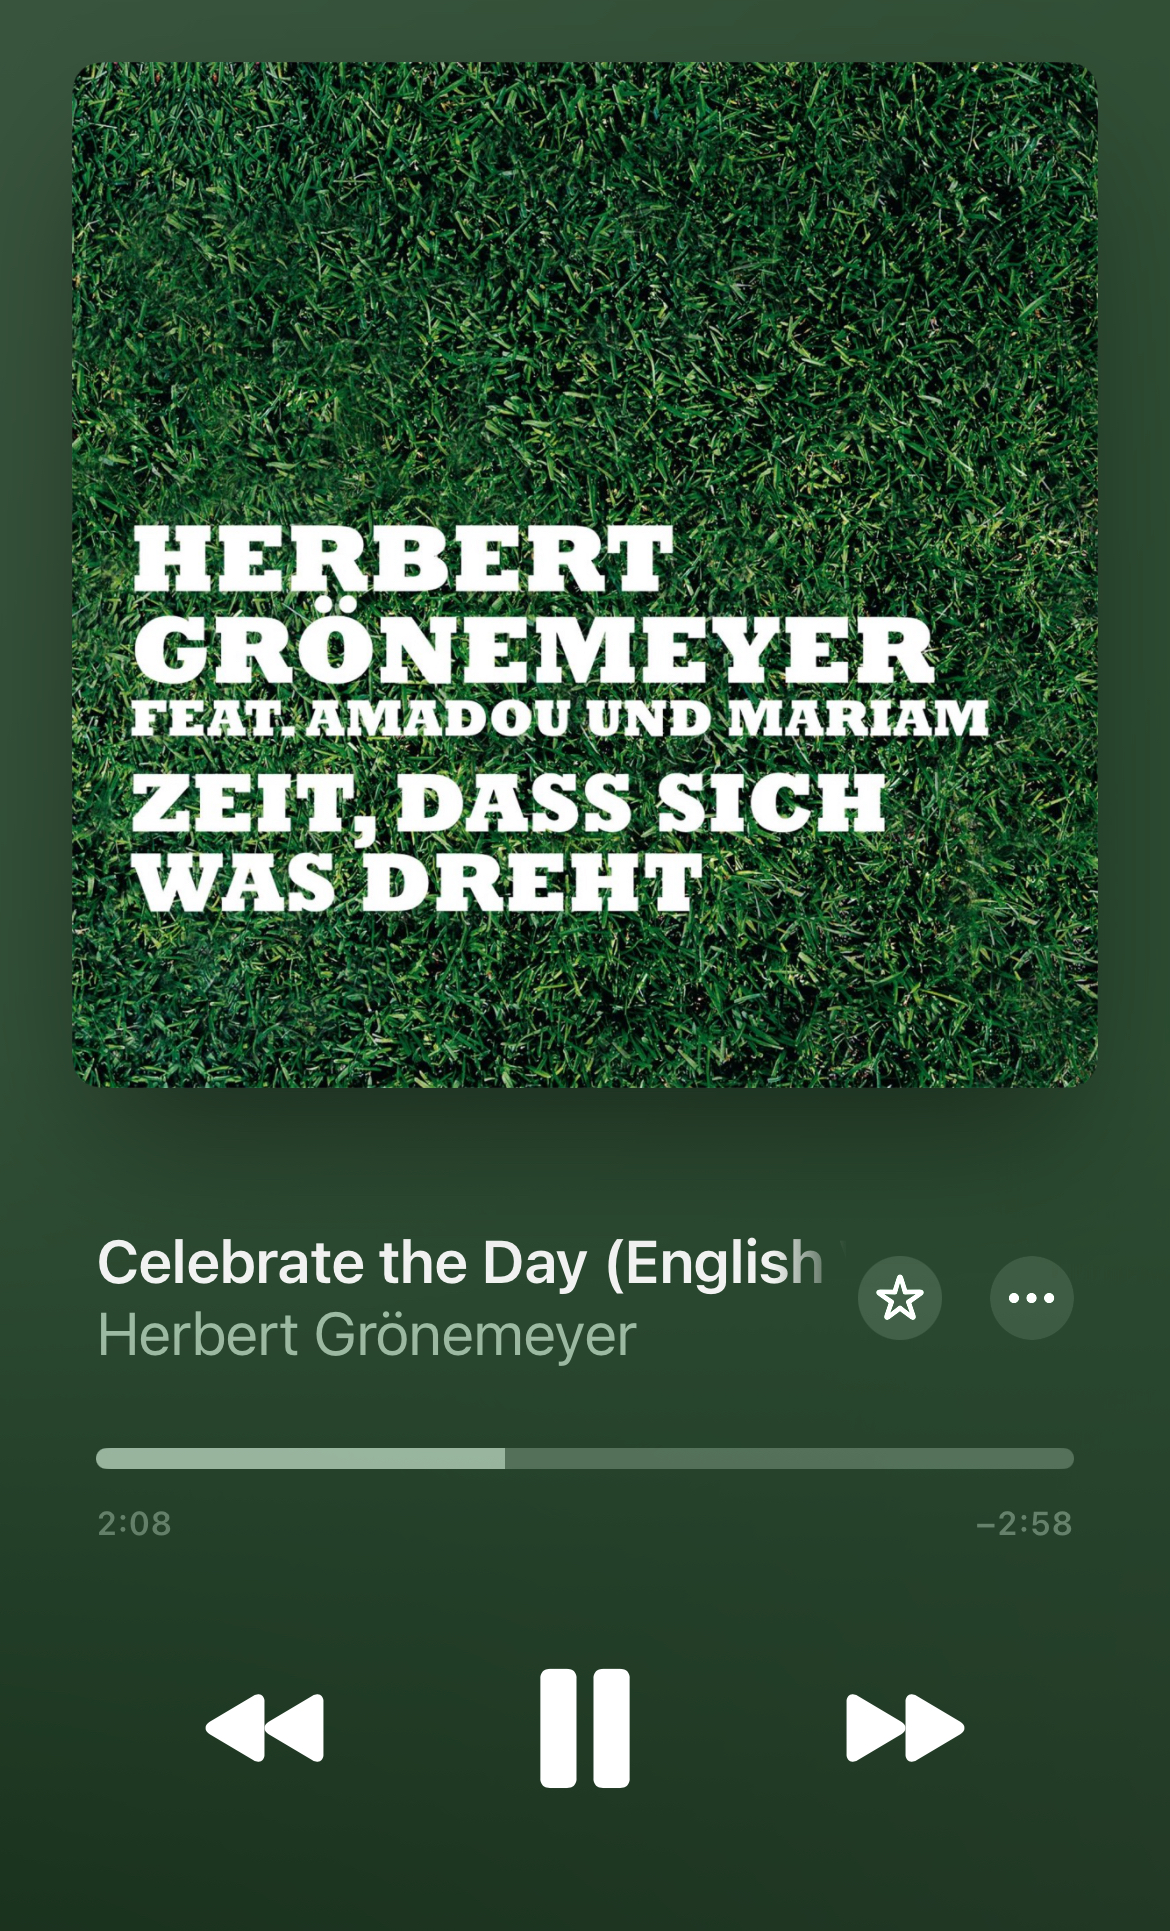 HERBERT
GRÖNEMEYER
FEAT. AMADOU UND MARIAM
ZEIT, DASS SICH
WAS DREHT
Celebrate the Day (English
Herbert Grönemeyer
2:08
–2:58